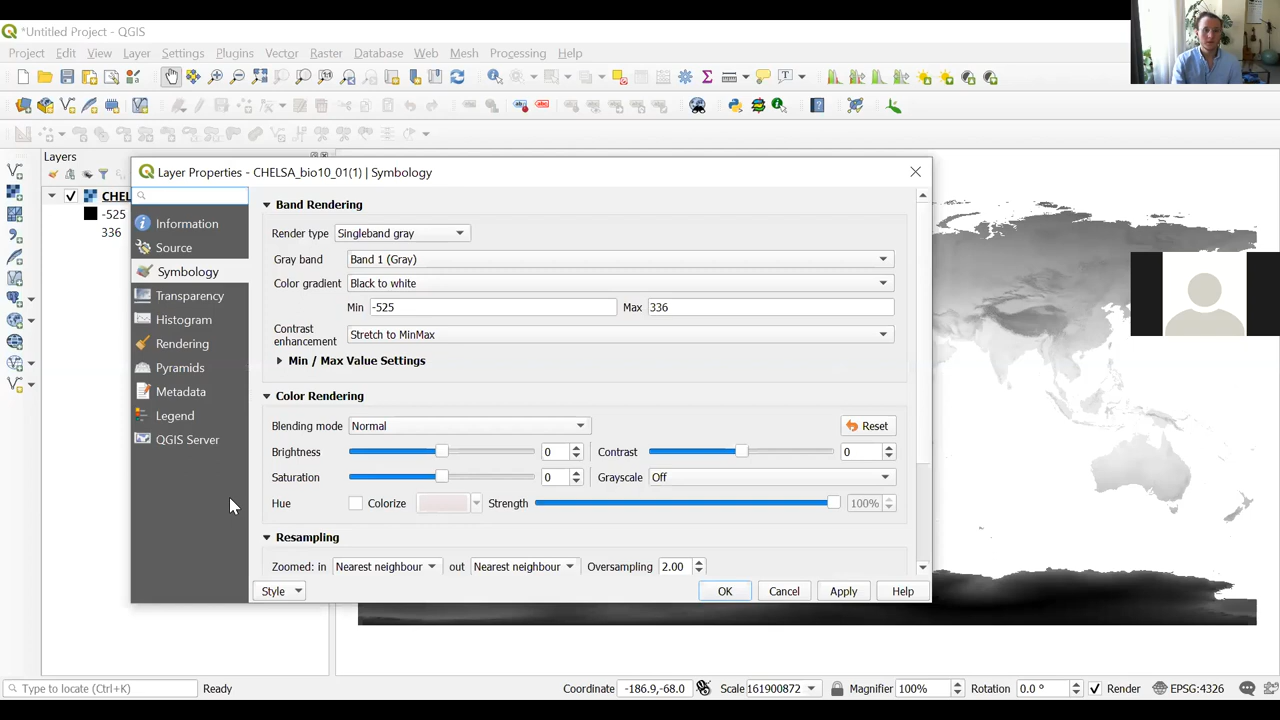 *Untitled Project - QGIS
Project Edit View Layer Settings Plugins Vector Raster Database Web Mesh Processing Help
Layers
CHEL
-525
336
Layer Properties - CHELSA_bio10_01(1) | Symbology
Information
Source
Symbology
Transparency
Histogram
Rendering
Pyramids
Metadata
Legend
QGIS Server
Band Rendering
Render type Singleband gray
Gray band Band 1 (Gray)
Color gradient Black to white
Min -525 Max 336
Contrast
enhancement Stretch to MinMax
Min / Max Value Settings
Color Rendering
Blending mode Normal Reset
Brightness 0 Contrast 0
Saturation 0 Grayscale Off
Hue Colorize Strength 100%
Resampling
Zoomed: in Nearest neighbour out Nearest neighbour Oversampling 2.00
Style OK Cancel Apply Help
Type to locate (Ctrl+K) Ready Coordinate -186.9,-68.0 Scale 161900872 Magnifier 100% Rotation 0.0 ° Render EPSG:4326